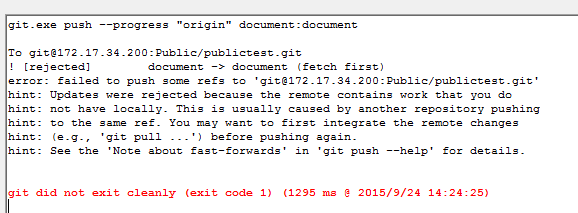 git.exe push --progress "origin" document:document
To git@172.17.34.200:Public/publictest.git
! [rejected]        document -> document (fetch first)
error: failed to push some refs to 'git@172.17.34.200:Public/publictest.git'
hint: Updates were rejected because the remote contains work that you do
hint: not have locally. This is usually caused by another repository pushing
hint: to the same ref. You may want to first integrate the remote changes
hint: (e.g., 'git pull ...') before pushing again.
hint: See the 'Note about fast-forwards' in 'git push --help' for details.
git did not exit cleanly (exit code 1) (1295 ms @ 2015/9/24 14:24:25)